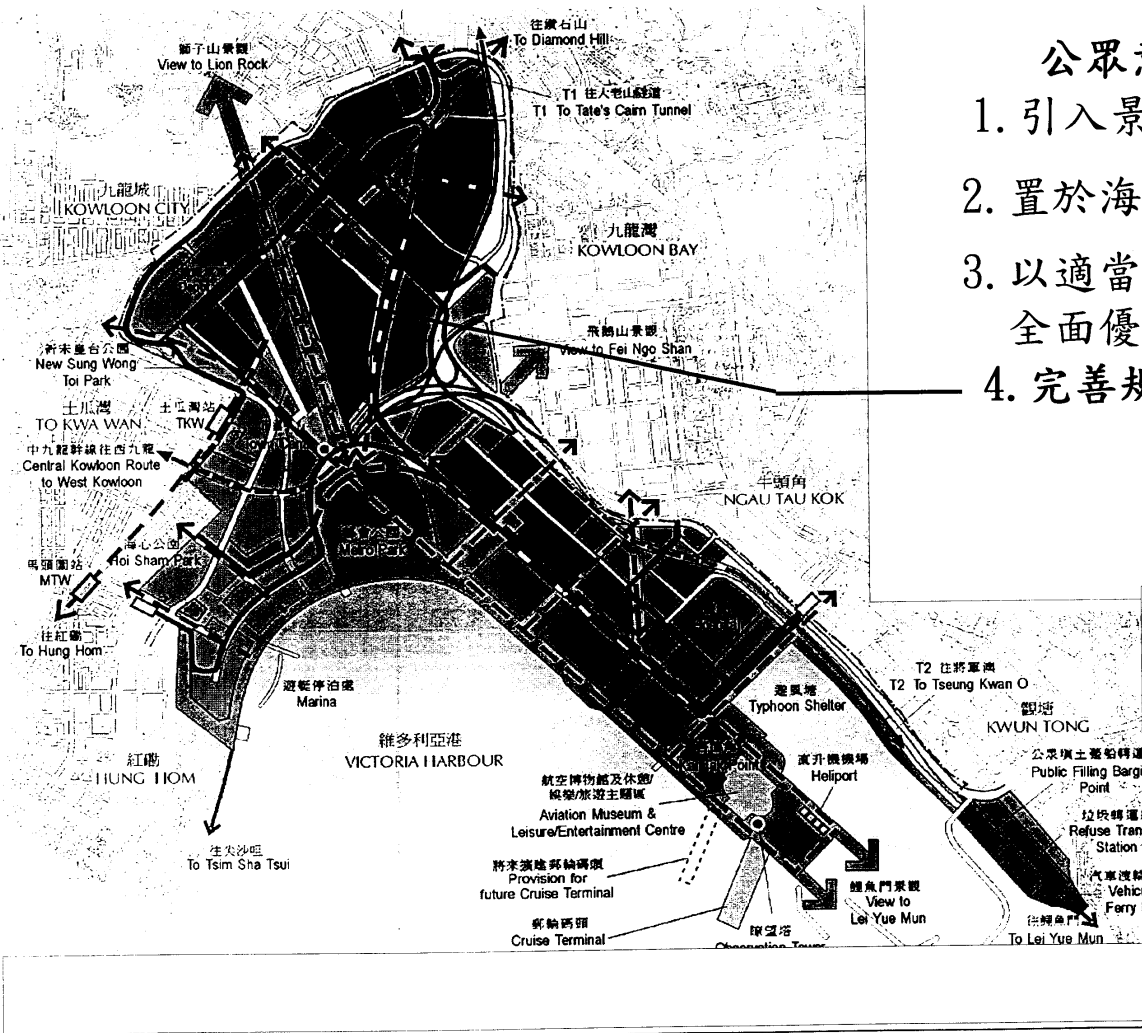 往鑽石山
To Diamond Hill
獅子山景觀
View to Lion Rock
T1 往大老山隧道
T1 To Tate's Cairn Tunnel
九龍城
KOWLOON CITY
九龍灣
KOWLOON BAY
飛鵝山景觀
View to Fei Ngo Shan
新宋皇台公園
New Sung Wong
Toi Park
土瓜灣
TO KWA WAN
土瓜灣站
TKW
中九龍幹線往西九龍
Central Kowloon Route
to West Kowloon
牛頭角
NGAU TAU KOK
海心公園
Hoi Sham Park
Metro Park
馬頭圍站
MTW
往紅磡
To Hung Hom
遊艇停泊處
Marina
維多利亞港
VICTORIA HARBOUR
紅磡
HUNG HOM
往尖沙咀
To Tsim Sha Tsui
避風塘
Typhoon Shelter
T2 往將軍澳
T2 To Tseung Kwan O
觀塘
KWUN TONG
直升機機場
Heliport
航空博物館及休憩/
娛樂/旅遊主題區
Aviation Museum &
Leisure/Entertainment Centre
將來擴建郵輪碼頭
Provision for
future Cruise Terminal
郵輪碼頭
Cruise Terminal
瞭望塔
Observation Tower
鯉魚門景觀
View to
Lei Yue Mun
公眾填土躉船轉運
Public Filling Bargi
Point
垃圾轉運
Refuse Tran
Station
汽車渡輪
Vehic
Ferry
往鯉魚門
To Lei Yue Mun
公眾
1. 引入景
2. 置於海
3. 以適當
全面優
4. 完善規